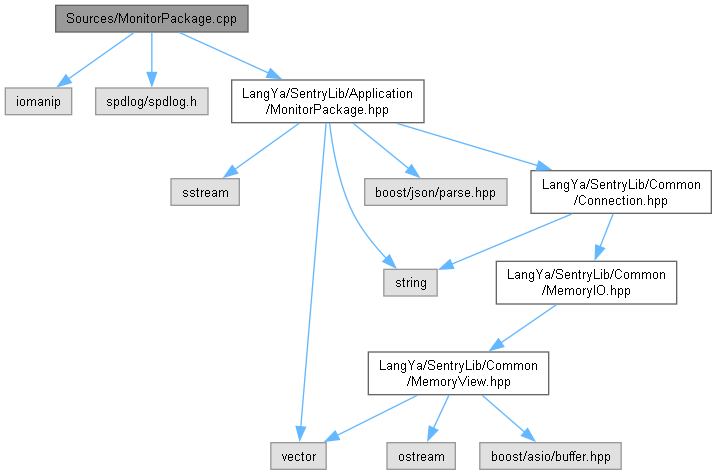 Sources/MonitorPackage.cpp
iomanip
spdlog/spdlog.h
LangYa/SentryLib/Application
/MonitorPackage.hpp
sstream
boost/json/parse.hpp
LangYa/SentryLib/Common
/Connection.hpp
string
LangYa/SentryLib/Common
/MemoryIO.hpp
LangYa/SentryLib/Common
/MemoryView.hpp
vector
ostream
boost/asio/buffer.hpp